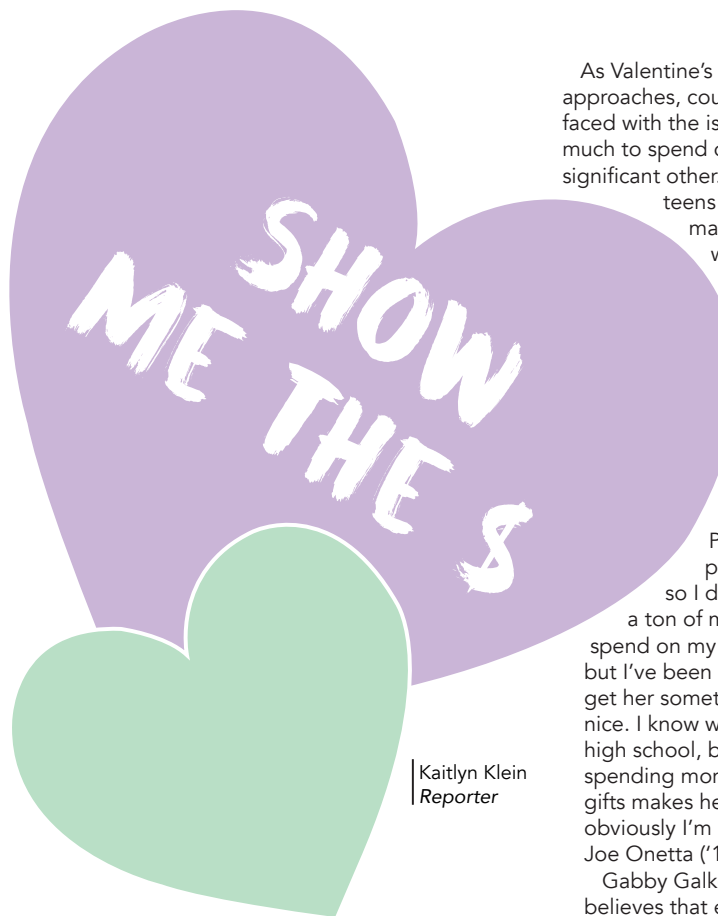 SHOW
ME THE $
Kaitlyn Klein
Reporter
As Valentine’s
approaches, cou
faced with the is
much to spend o
significant other.
teens
ma
w
P
p
so I d
a ton of m
spend on my
but I’ve been
get her somet
nice. I know w
high school, b
spending mor
gifts makes he
obviously I’m
Joe Onetta (‘1
Gabby Galk
believes that e